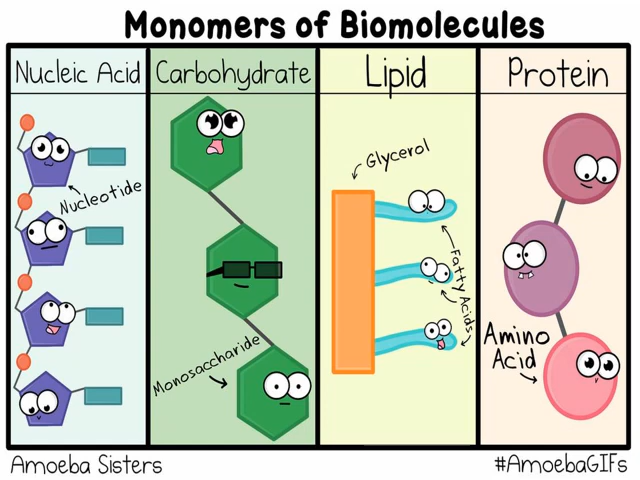 Monomers of Biomolecules
Nucleic Acid
Nucleotide
Carbohydrate
Monosaccharide
Lipid
Glycerol
Fatty Acids
Protein
Amino
Acid
Amoeba Sisters
#AmoebaGIFs